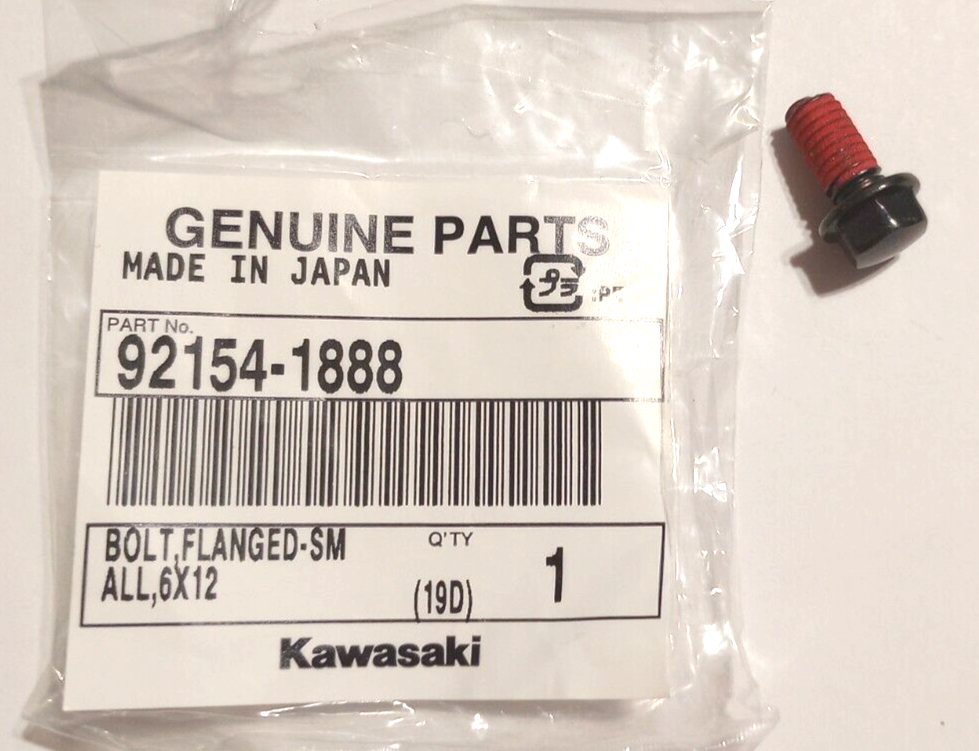 GENUINE PARTS
MADE IN JAPAN
プラ
PART No.
92154-1888
BOLT,FLANGED-SM
ALL,6X12
Q'TY
(19D)
1
Kawasaki